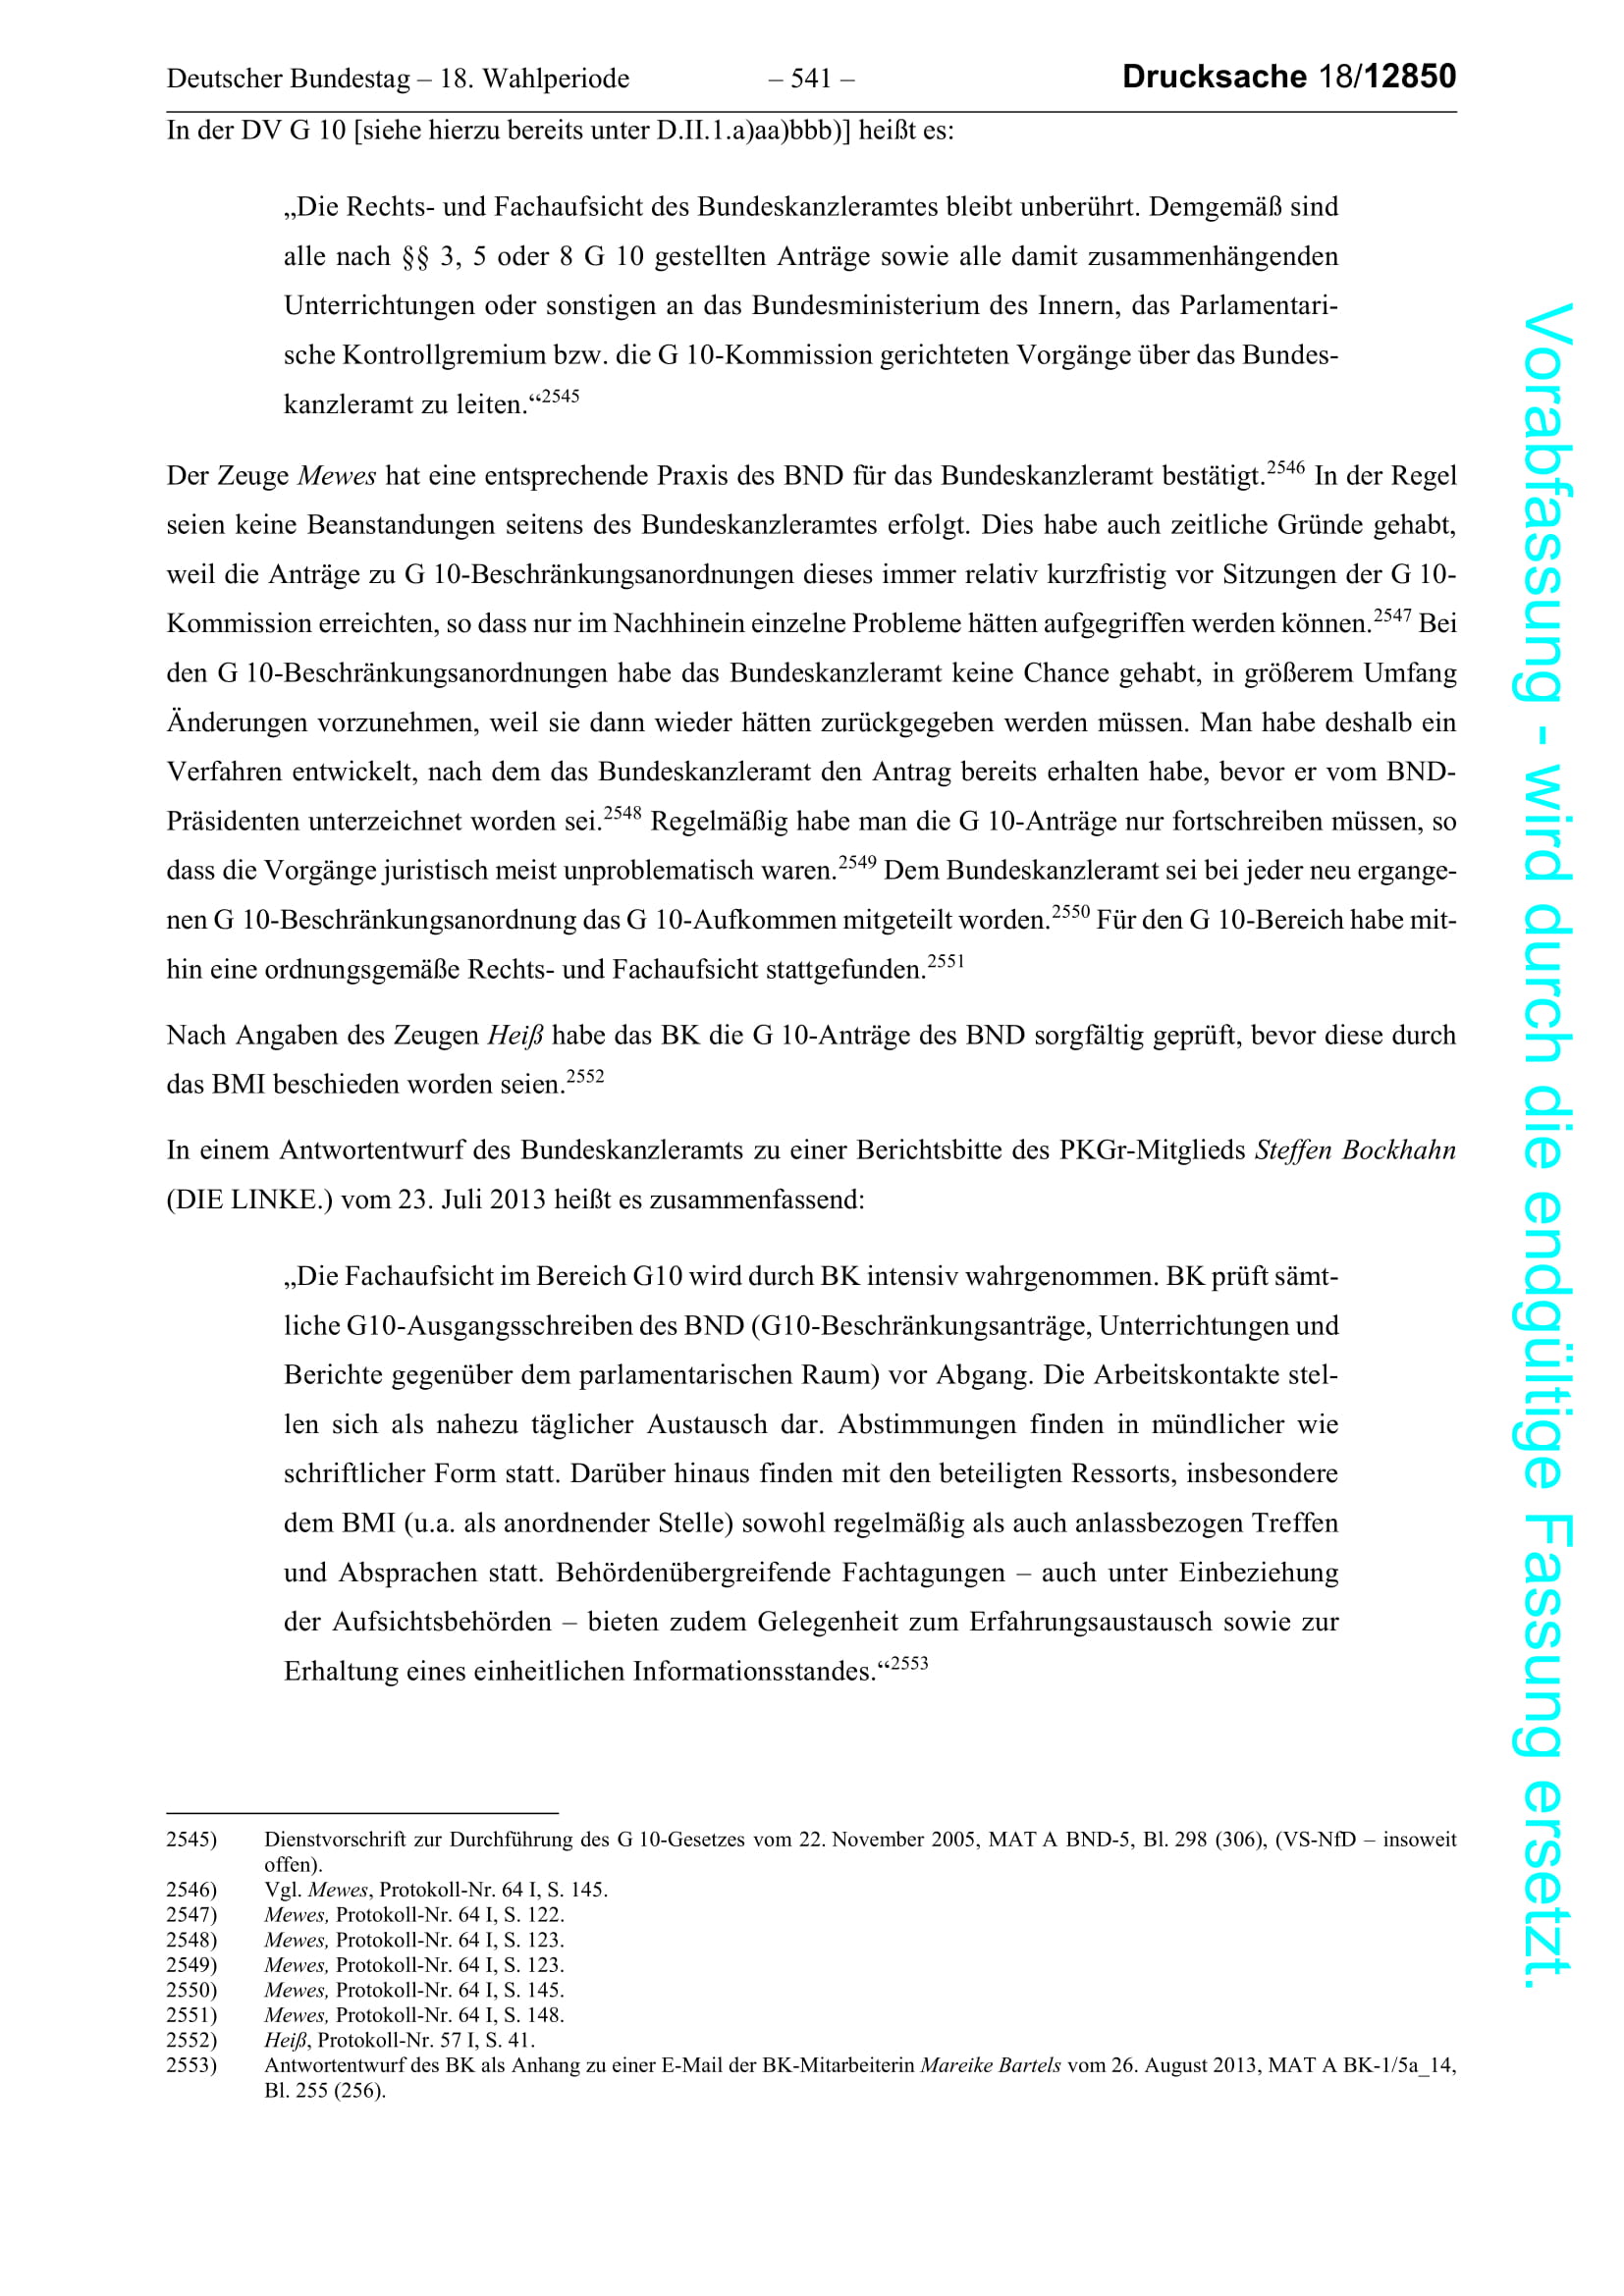 Deutscher Bundestag – 18. Wahlperiode – 541 – Drucksache 18/12850
In der DV G 10 [siehe hierzu bereits unter D.II.1.a)aa)bbb)] heißt es:
„Die Rechts- und Fachaufsicht des Bundeskanzleramtes bleibt unberührt. Demgemäß sind
alle nach §§ 3, 5 oder 8 G 10 gestellten Anträge sowie alle damit zusammenhängenden
Unterrichtungen oder sonstigen an das Bundesministerium des Innern, das Parlamentari-
sche Kontrollgremium bzw. die G 10-Kommission gerichteten Vorgänge über das Bundes-
kanzleramt zu leiten.“2545
Der Zeuge Mewes hat eine entsprechende Praxis des BND für das Bundeskanzleramt bestätigt.2546 In der Regel
seien keine Beanstandungen seitens des Bundeskanzleramtes erfolgt. Dies habe auch zeitliche Gründe gehabt,
weil die Anträge zu G 10-Beschränkungsanordnungen dieses immer relativ kurzfristig vor Sitzungen der G 10-
Kommission erreichten, so dass nur im Nachhinein einzelne Probleme hätten aufgegriffen werden können.2547 Bei
den G 10-Beschränkungsanordnungen habe das Bundeskanzleramt keine Chance gehabt, in größerem Umfang
Änderungen vorzunehmen, weil sie dann wieder hätten zurückgegeben werden müssen. Man habe deshalb ein
Verfahren entwickelt, nach dem das Bundeskanzleramt den Antrag bereits erhalten habe, bevor er vom BND-
Präsidenten unterzeichnet worden sei.2548 Regelmäßig habe man die G 10-Anträge nur fortschreiben müssen, so
dass die Vorgänge juristisch meist unproblematisch waren.2549 Dem Bundeskanzleramt sei bei jeder neu ergange-
nen G 10-Beschränkungsanordnung das G 10-Aufkommen mitgeteilt worden.2550 Für den G 10-Bereich habe mit-
hin eine ordnungsgemäße Rechts- und Fachaufsicht stattgefunden.2551
Nach Angaben des Zeugen Heiß habe das BK die G 10-Anträge des BND sorgfältig geprüft, bevor diese durch
das BMI beschieden worden seien.2552
In einem Antwortentwurf des Bundeskanzleramts zu einer Berichtsbitte des PKGr-Mitglieds Steffen Bockhahn
(DIE LINKE.) vom 23. Juli 2013 heißt es zusammenfassend:
„Die Fachaufsicht im Bereich G10 wird durch BK intensiv wahrgenommen. BK prüft sämt-
liche G10-Ausgangsschreiben des BND (G10-Beschränkungsanträge, Unterrichtungen und
Berichte gegenüber dem parlamentarischen Raum) vor Abgang. Die Arbeitskontakte stel-
len sich als nahezu täglicher Austausch dar. Abstimmungen finden in mündlicher wie
schriftlicher Form statt. Darüber hinaus finden mit den beteiligten Ressorts, insbesondere
dem BMI (u.a. als anordnender Stelle) sowohl regelmäßig als auch anlassbezogen Treffen
und Absprachen statt. Behördenübergreifende Fachtagungen – auch unter Einbeziehung
der Aufsichtsbehörden – bieten zudem Gelegenheit zum Erfahrungsaustausch sowie zur
Erhaltung eines einheitlichen Informationsstandes.“2553
2545) Dienstvorschrift zur Durchführung des G 10-Gesetzes vom 22. November 2005, MAT A BND-5, Bl. 298 (306), (VS-NfD – insoweit
offen).
2546) Vgl. Mewes, Protokoll-Nr. 64 I, S. 145.
2547) Mewes, Protokoll-Nr. 64 I, S. 122.
2548) Mewes, Protokoll-Nr. 64 I, S. 123.
2549) Mewes, Protokoll-Nr. 64 I, S. 123.
2550) Mewes, Protokoll-Nr. 64 I, S. 145.
2551) Mewes, Protokoll-Nr. 64 I, S. 148.
2552) Heiß, Protokoll-Nr. 57 I, S. 41.
2553) Antwortentwurf des BK als Anhang zu einer E-Mail der BK-Mitarbeiterin Mareike Bartels vom 26. August 2013, MAT A BK-1/5a_14,
Bl. 255 (256).
Vorabfassung - wird durch die endgültige Fassung ersetzt.